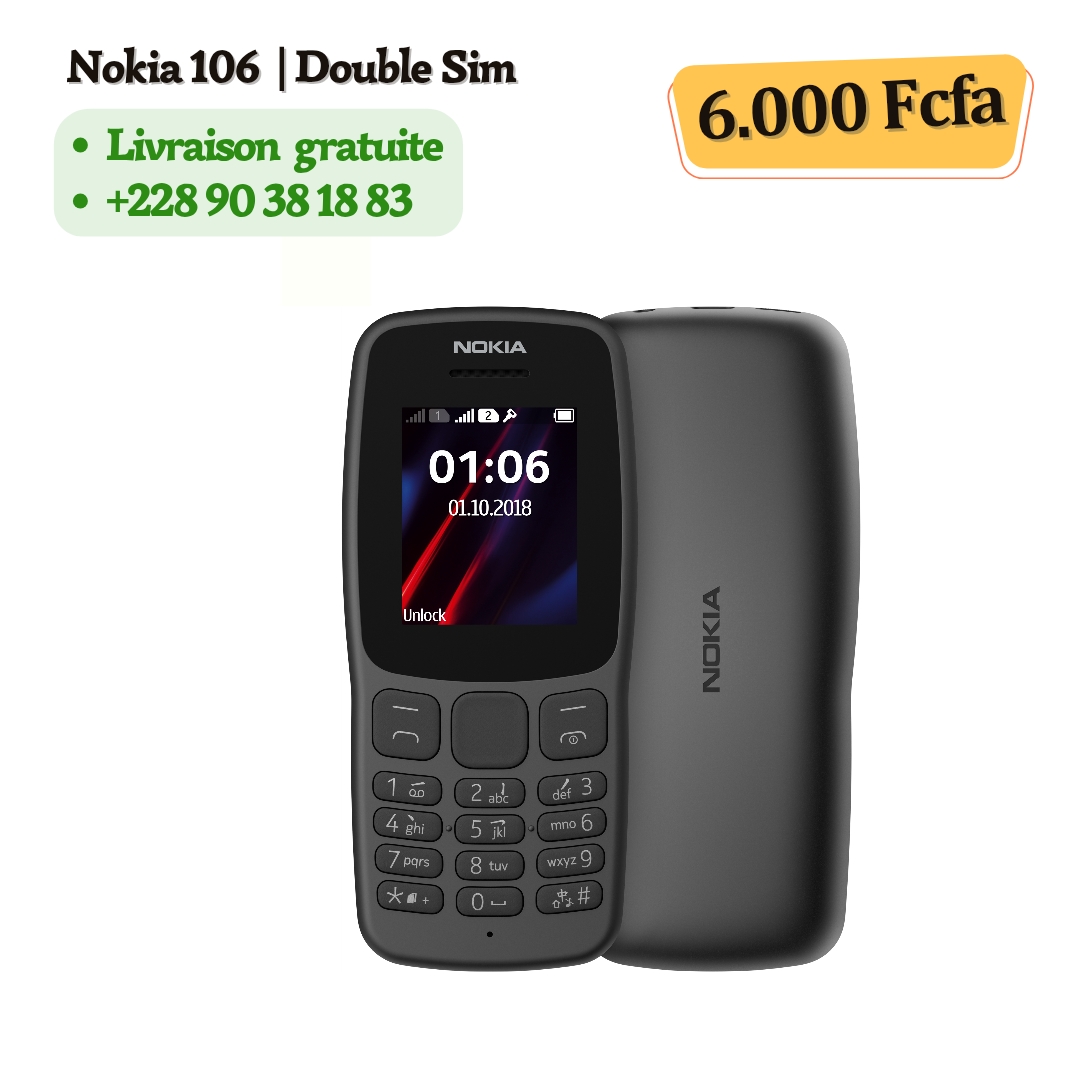 Nokia 106 | Double Sim
6.000 Fcfa
• Livraison gratuite
• +228 90 38 18 83
NOKIA
1 2
01:06
01.10.2018
Unlock
NOKIA
1 2 abc def 3
4 ghi 5 jkl mno 6
7 pqrs 8 tuv wxyz 9
* + 0 #